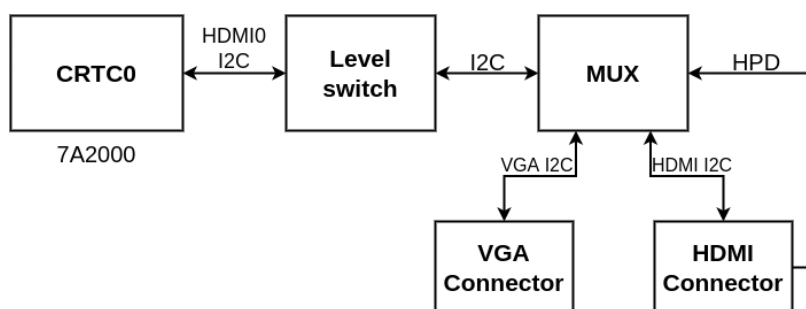 CRTC0
7A2000
HDMI0
I2C
Level
switch
I2C
MUX
HPD
VGA I2C
HDMI I2C
VGA
Connector
HDMI
Connector